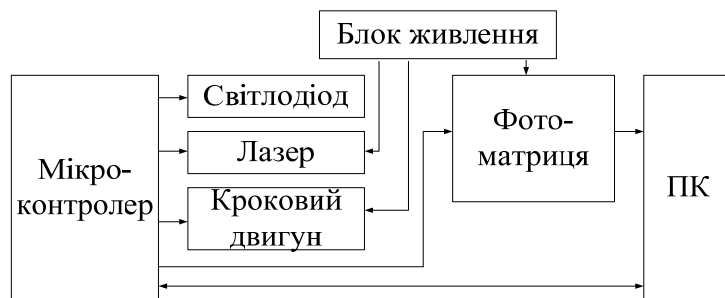 Блок живлення
Світлодіод
Лазер
Кроковий
двигун
Мікро-
контролер
Фото-
матриця
ПК